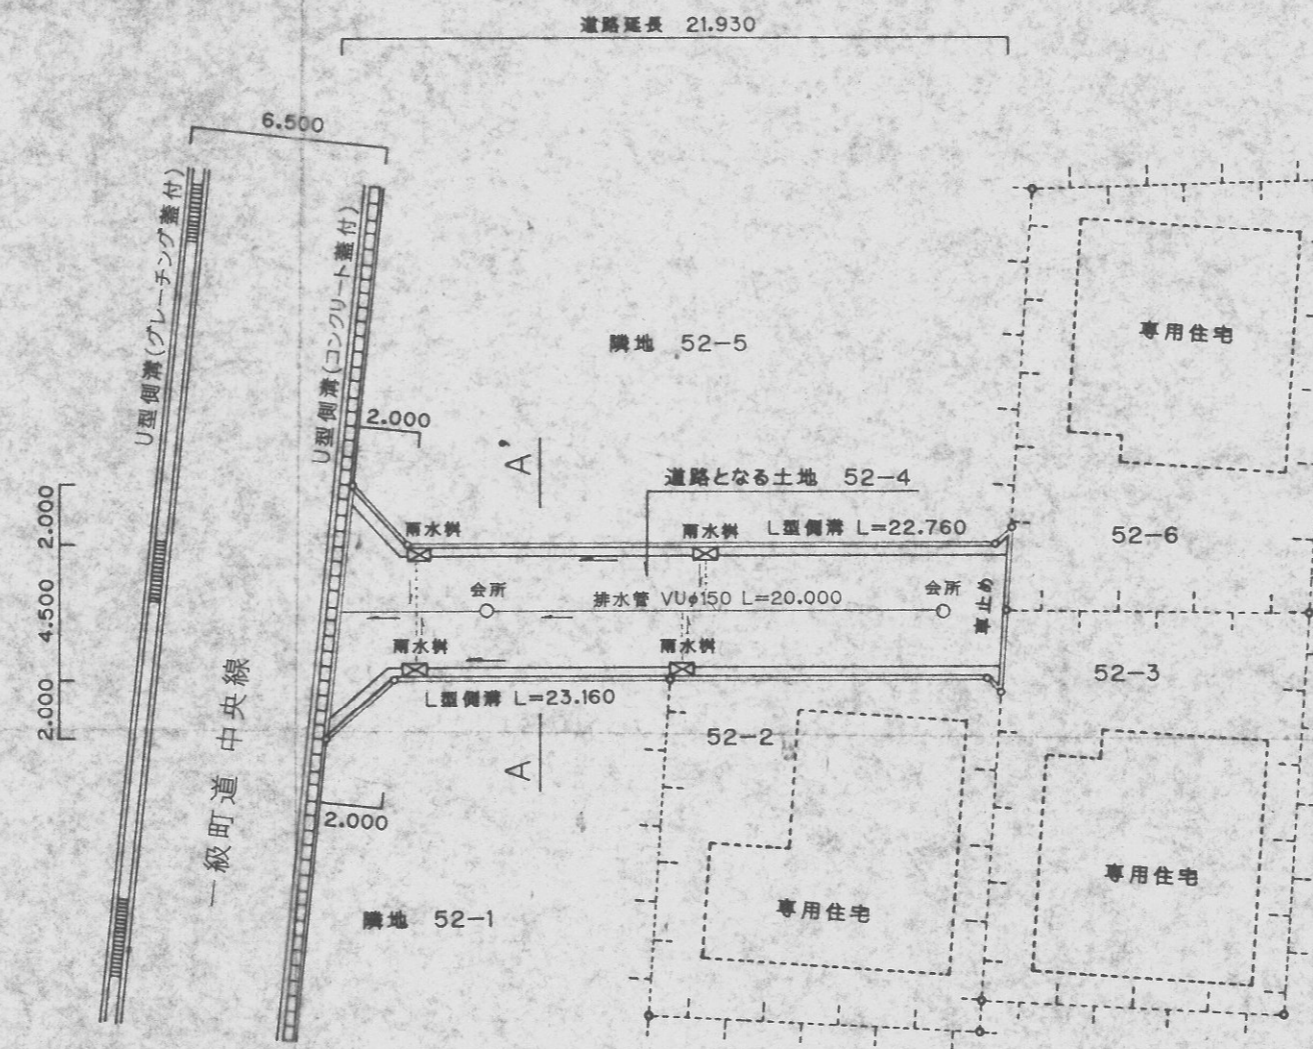 道路延長 21.930
6.500
U型側溝(グレーチング蓋付)
U型側溝(コンクリート蓋付)
専用住宅
隣地 52-5
2.000
A'
道路となる土地 52-4
2.000
雨水桝
雨水桝
L型側溝 L=22.760
52-6
会所
排水管 VUφ150 L=20.000
会所
車止め
4.500
雨水桝
雨水桝
52-3
L型側溝 L=23.160
2.000
52-2
A
一級町道 中央線
2.000
専用住宅
専用住宅
隣地 52-1